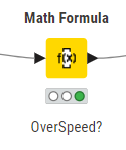 Math Formula
f(x)
OverSpeed?